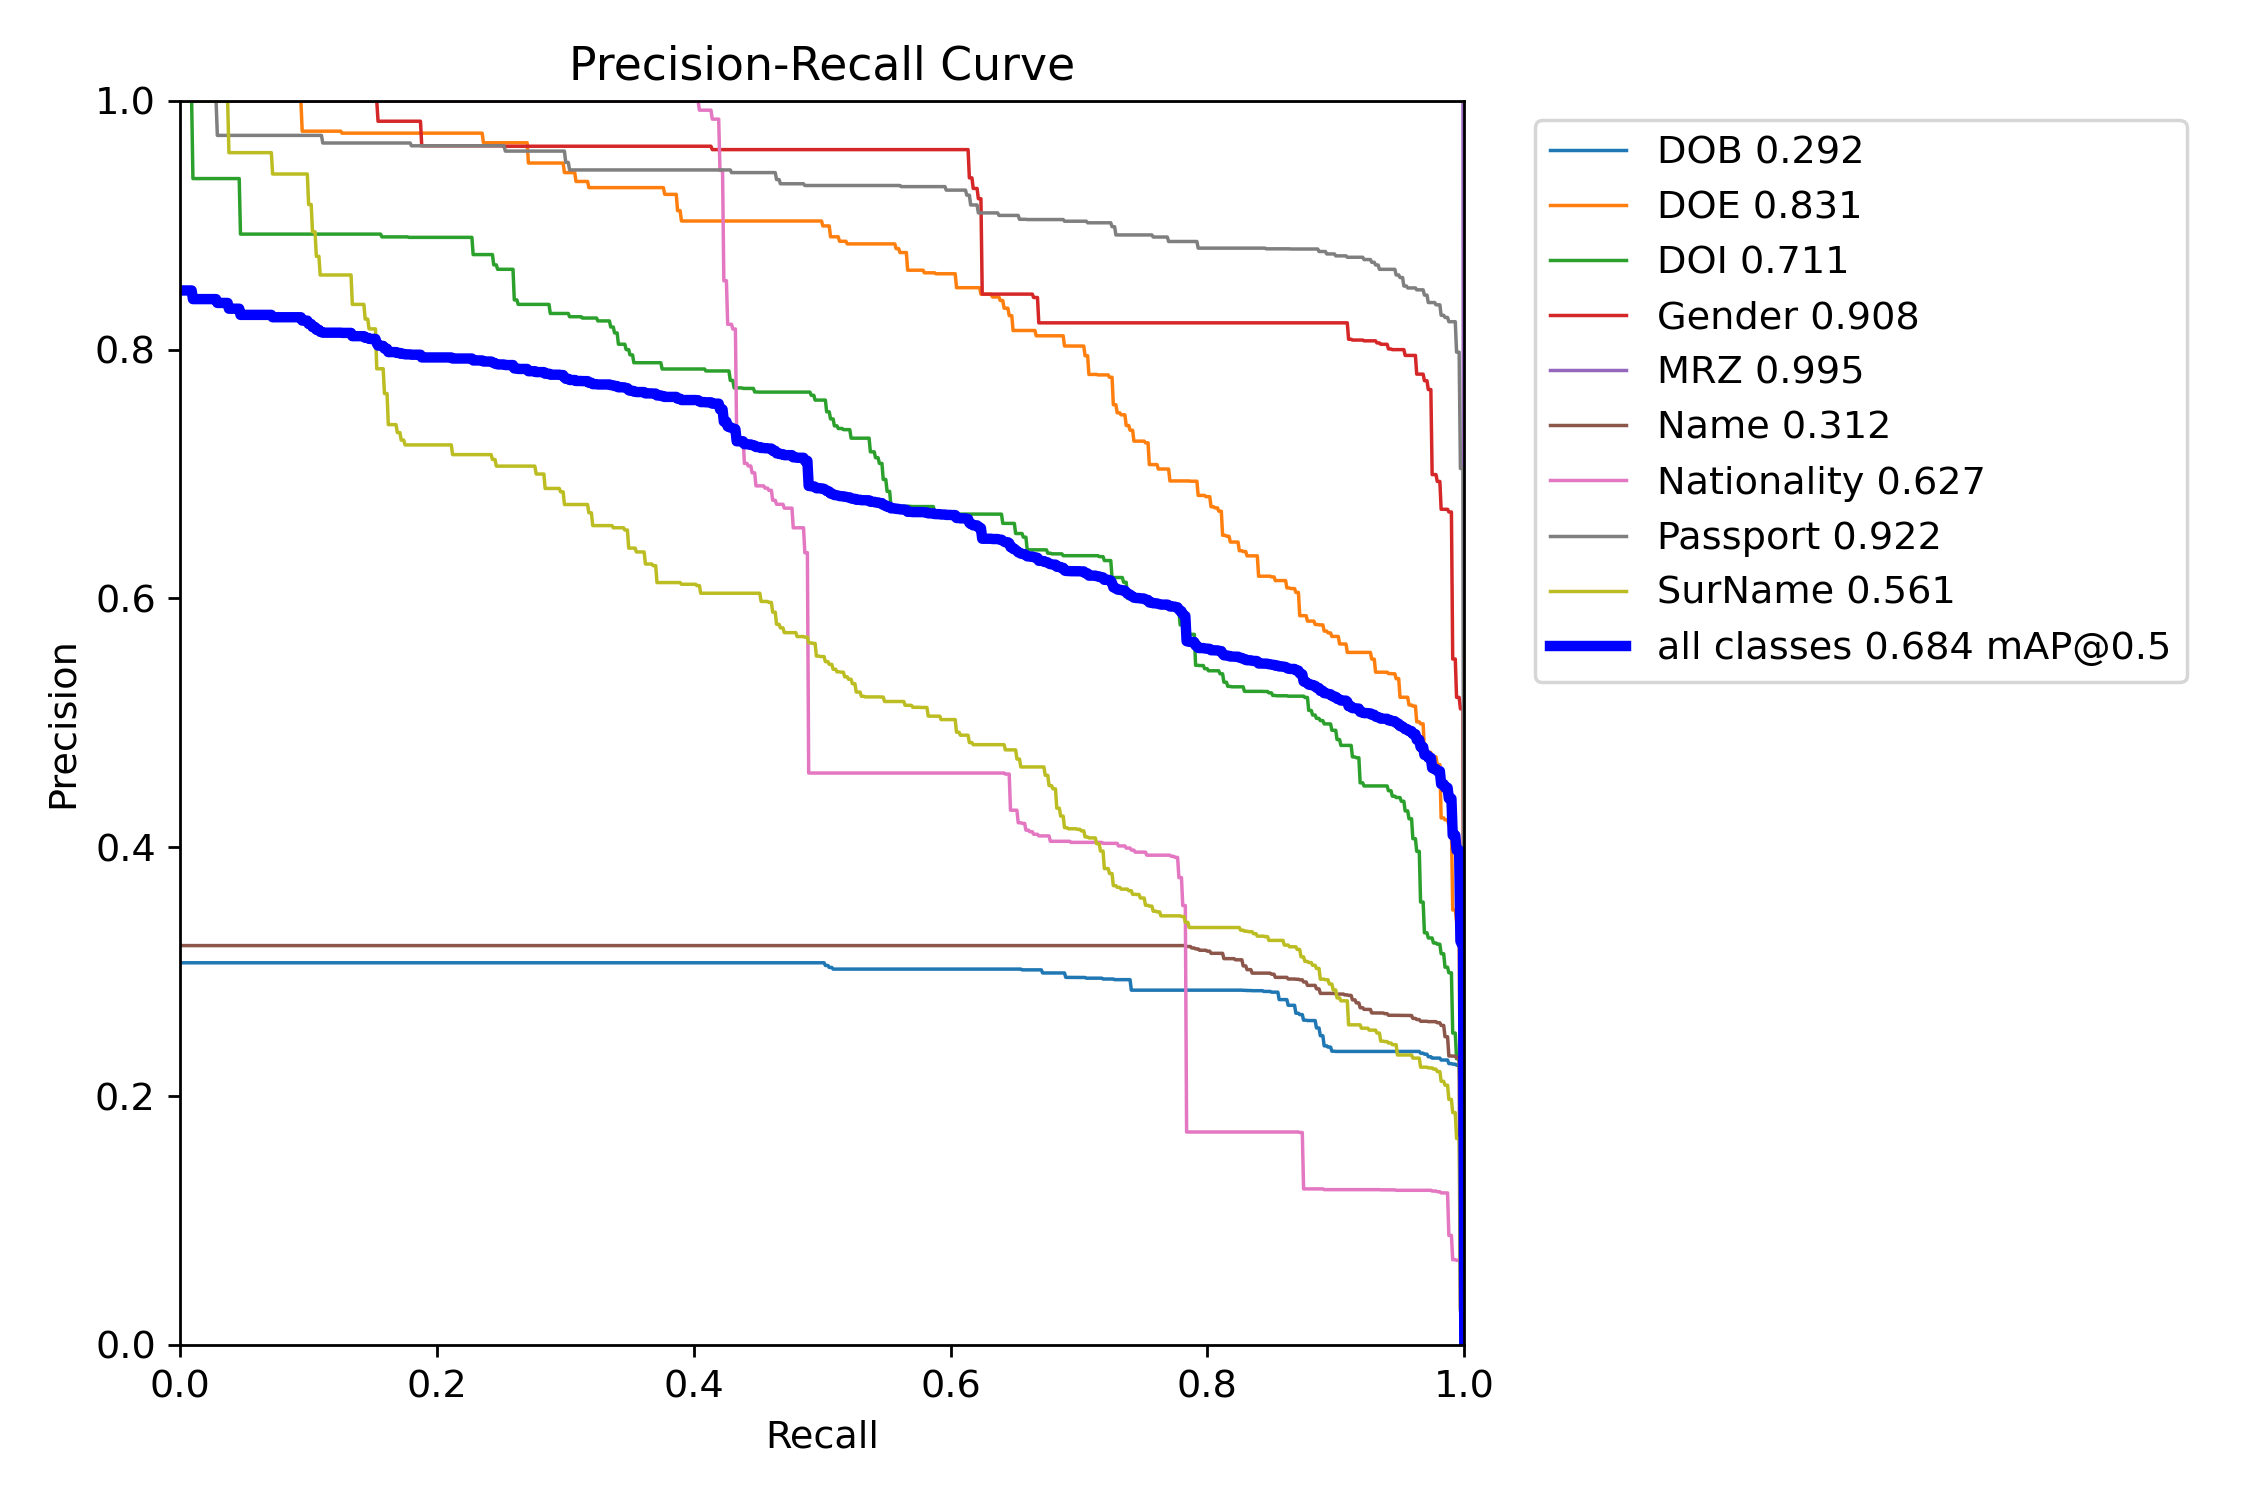 Precision-Recall Curve
1.0
0.8
0.6
0.4
0.2
0.0
Precision
0.0 0.2 0.4 0.6 0.8 1.0
Recall
DOB 0.292
DOE 0.831
DOI 0.711
Gender 0.908
MRZ 0.995
Name 0.312
Nationality 0.627
Passport 0.922
SurName 0.561
all classes 0.684 mAP@0.5